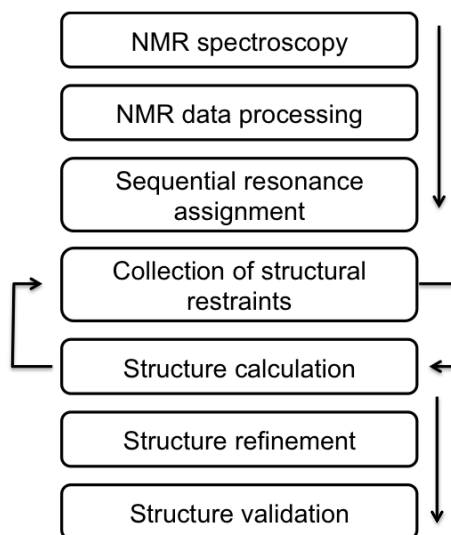 NMR spectroscopy
NMR data processing
Sequential resonance
assignment
Collection of structural
restraints
Structure calculation
Structure refinement
Structure validation